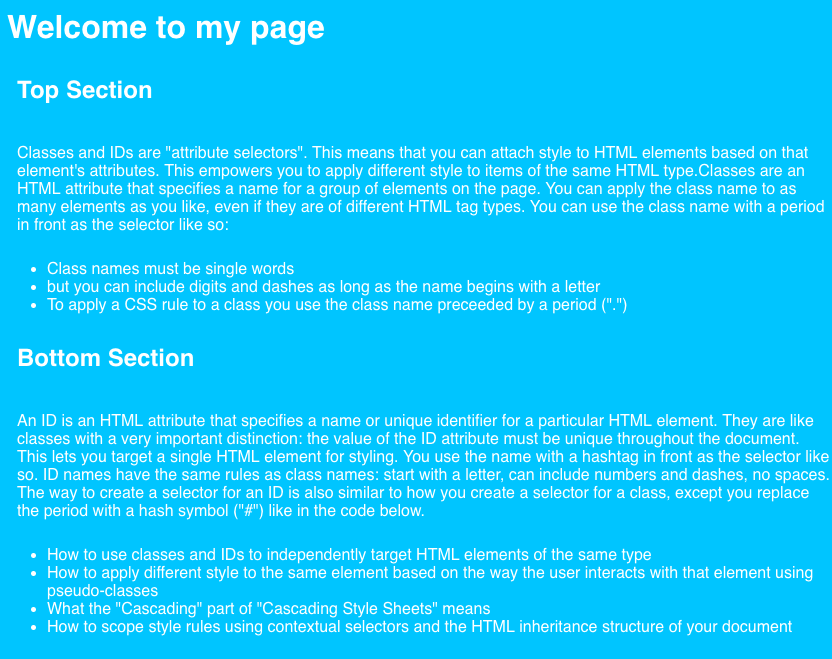 Welcome to my page
Top Section
Classes and IDs are "attribute selectors". This means that you can attach style to HTML elements based on that
element's attributes. This empowers you to apply different style to items of the same HTML type.Classes are an
HTML attribute that specifies a name for a group of elements on the page. You can apply the class name to as
many elements as you like, even if they are of different HTML tag types. You can use the class name with a period
in front as the selector like so:
• Class names must be single words
• but you can include digits and dashes as long as the name begins with a letter
• To apply a CSS rule to a class you use the class name preceeded by a period (".")
Bottom Section
An ID is an HTML attribute that specifies a name or unique identifier for a particular HTML element. They are like
classes with a very important distinction: the value of the ID attribute must be unique throughout the document.
This lets you target a single HTML element for styling. You use the name with a hashtag in front as the selector like
so. ID names have the same rules as class names: start with a letter, can include numbers and dashes, no spaces.
The way to create a selector for an ID is also similar to how you create a selector for a class, except you replace
the period with a hash symbol ("#") like in the code below.
• How to use classes and IDs to independently target HTML elements of the same type
• How to apply different style to the same element based on the way the user interacts with that element using
pseudo-classes
• What the "Cascading" part of "Cascading Style Sheets" means
• How to scope style rules using contextual selectors and the HTML inheritance structure of your document